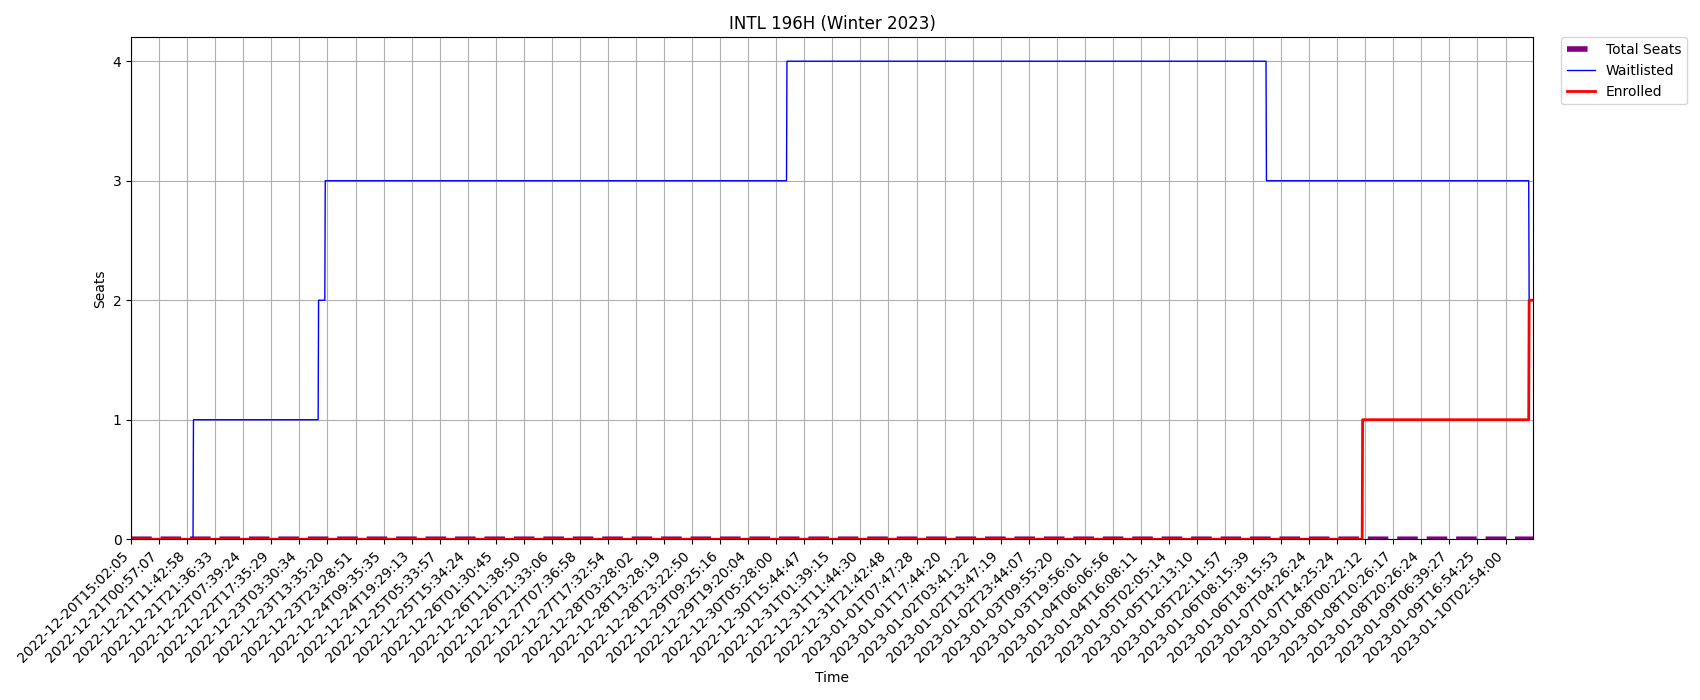 INTL 196H (Winter 2023)
Total Seats
Waitlisted
Enrolled
Seats
4
3
2
1
0
2022-12-20T15:02:05
2022-12-21T00:57:07
2022-12-21T11:42:58
2022-12-21T21:36:33
2022-12-22T07:39:24
2022-12-22T17:35:29
2022-12-23T03:30:34
2022-12-23T13:35:20
2022-12-23T23:28:51
2022-12-24T09:35:35
2022-12-24T19:29:13
2022-12-25T05:33:57
2022-12-25T15:34:24
2022-12-26T01:30:45
2022-12-26T11:38:50
2022-12-26T21:33:06
2022-12-27T07:36:58
2022-12-27T17:32:54
2022-12-28T03:28:02
2022-12-28T13:28:19
2022-12-28T23:22:50
2022-12-29T09:25:16
2022-12-29T19:20:04
2022-12-30T05:28:00
2022-12-30T15:44:47
2022-12-31T01:39:15
2022-12-31T11:44:30
2022-12-31T21:42:48
2023-01-01T07:47:28
2023-01-01T17:44:20
2023-01-02T03:41:22
2023-01-02T13:47:19
2023-01-02T23:44:07
2023-01-03T09:55:20
2023-01-03T19:56:01
2023-01-04T06:06:56
2023-01-04T16:08:11
2023-01-05T02:05:14
2023-01-05T12:13:10
2023-01-05T22:11:57
2023-01-06T08:15:39
2023-01-06T18:15:53
2023-01-07T04:26:24
2023-01-07T14:25:24
2023-01-08T00:22:12
2023-01-08T10:26:17
2023-01-08T20:26:24
2023-01-09T06:39:27
2023-01-09T16:54:25
2023-01-10T02:54:00
Time